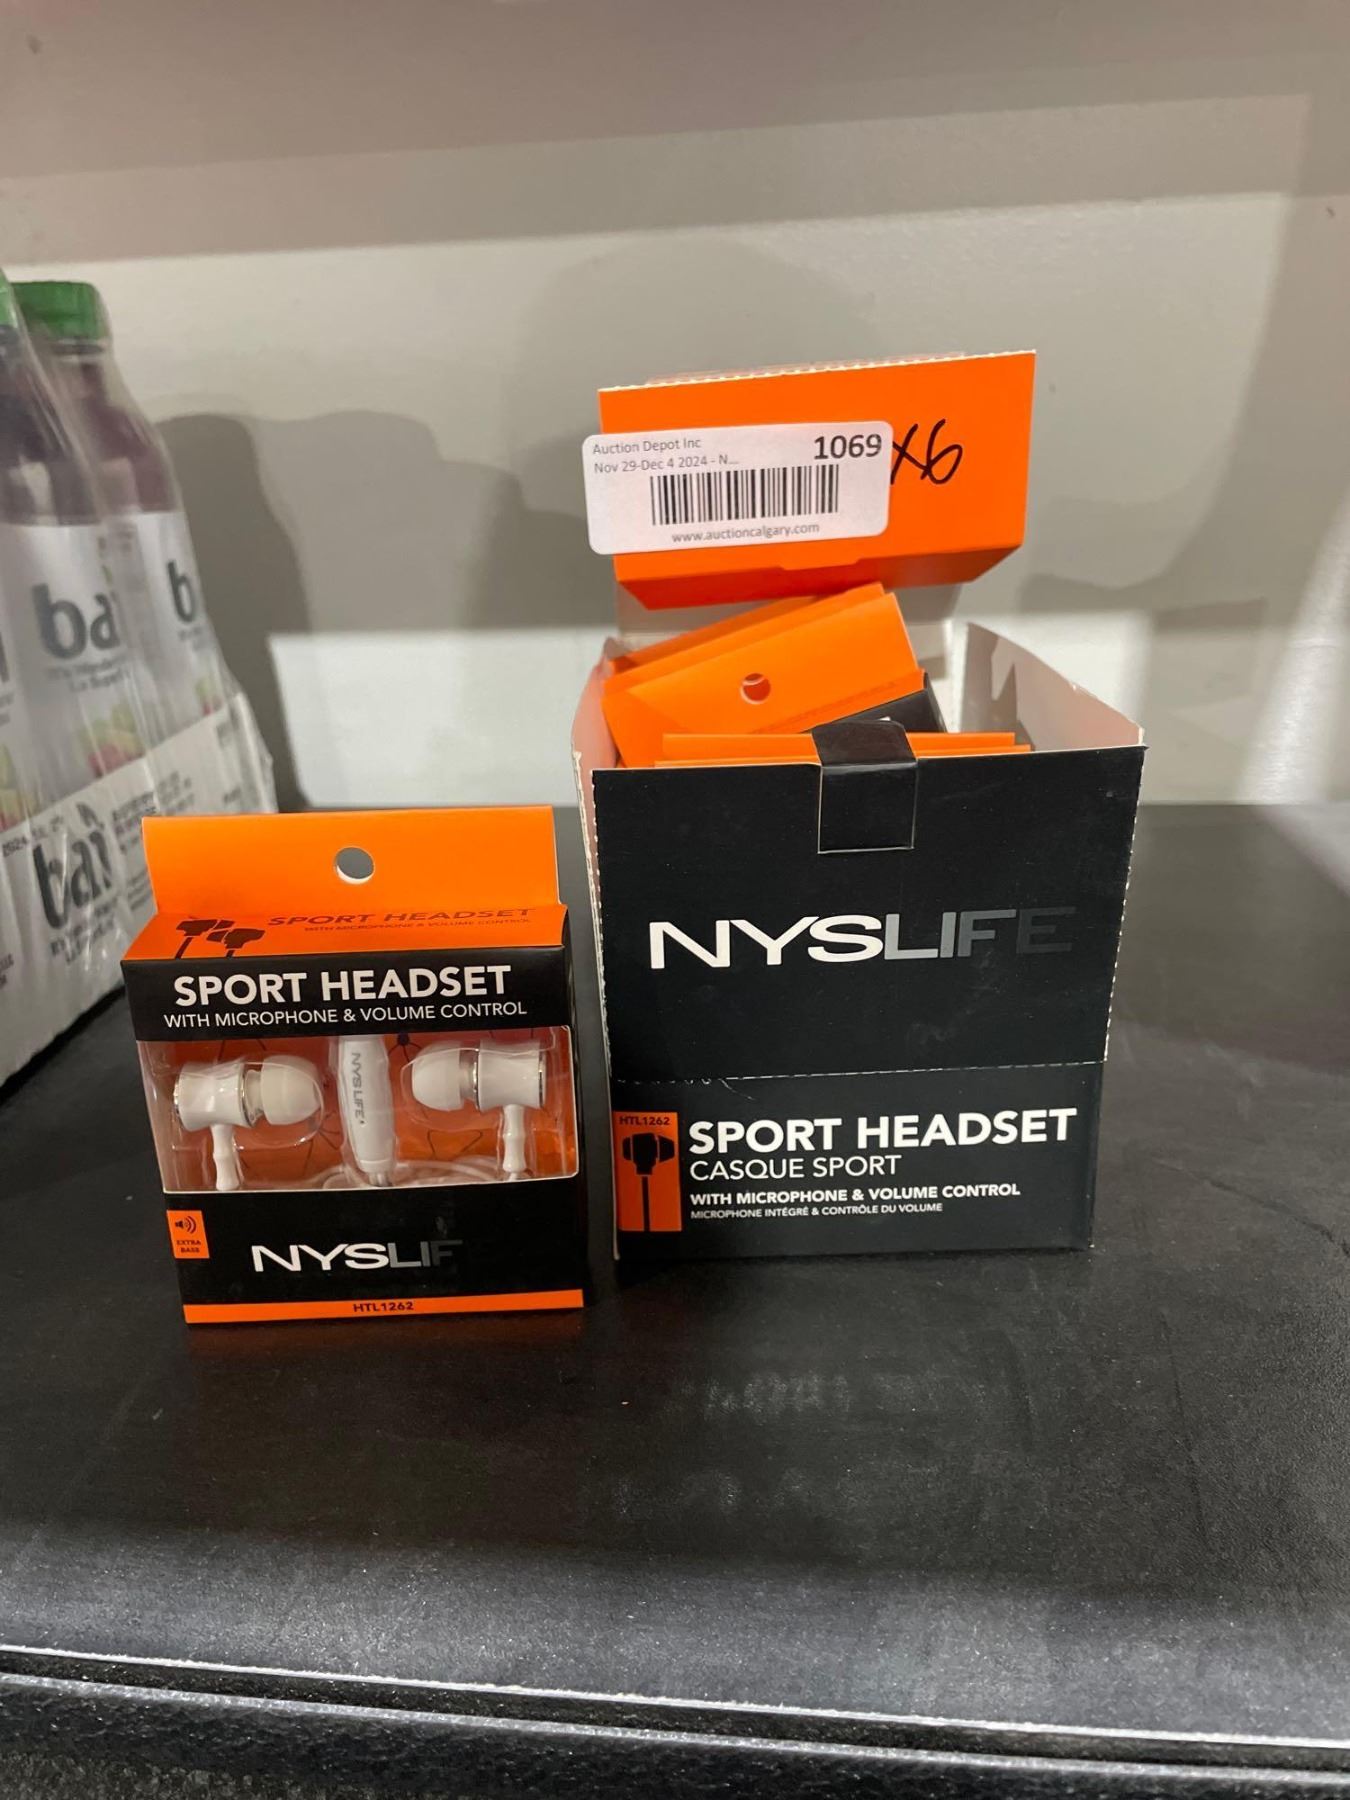 Auction Depot Inc
Nov 29-Dec 4 2024 - N...
1069
www.auctioncalgary.com
X6
bai
SPORT HEADSET
WITH MICROPHONE & VOLUME CONTROL
SPORT HEADSET
WITH MICROPHONE & VOLUME CONTROL
NYSLIFE
EXTRA
BASS
NYSLIF
HTL1262
NYSLIFE
HTL1262
SPORT HEADSET
CASQUE SPORT
WITH MICROPHONE & VOLUME CONTROL
MICROPHONE INTÉGRÉ & CONTRÔLE DU VOLUME
bai